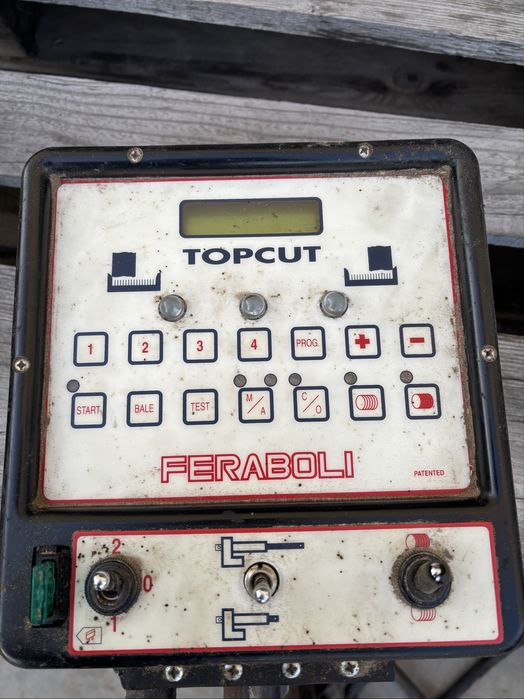 TOPCUT
1 2 3 4 PROG. + -
START BALE TEST M/A C/O
FERABOLI
PATENTED
2
0
1